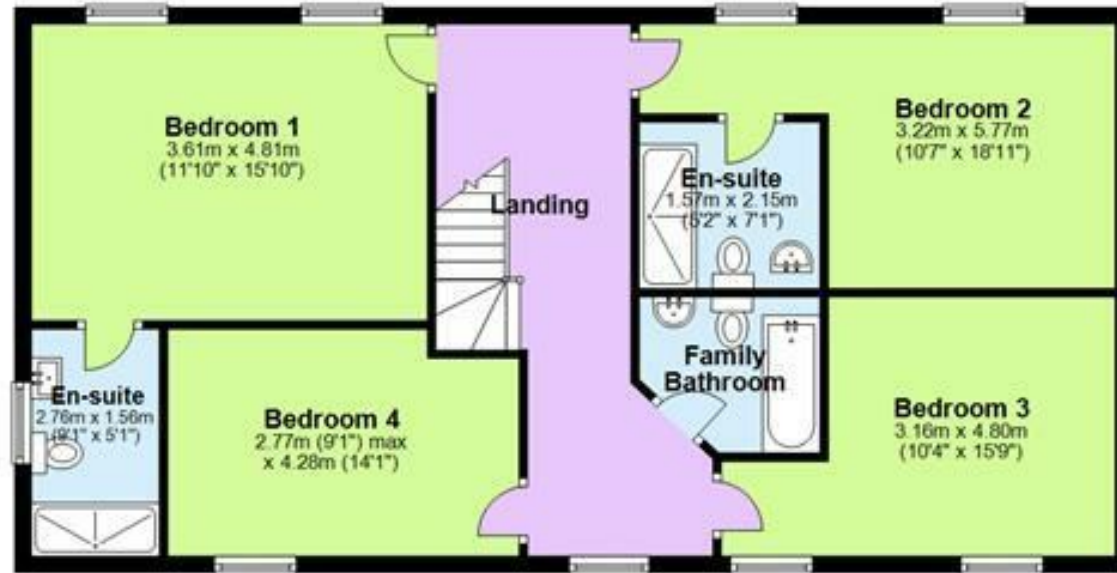 Bedroom 1
3.61m x 4.81m
(11'10" x 15'10")
Bedroom 2
3.22m x 5.77m
(10'7" x 18'11")
En-suite
1.57m x 2.15m
(5'2" x 7'1")
Landing
Family
Bathroom
En-suite
2.76m x 1.56m
(9'1" x 5'1")
Bedroom 4
2.77m (9'1") max
x 4.28m (14'1")
Bedroom 3
3.16m x 4.80m
(10'4" x 15'9")